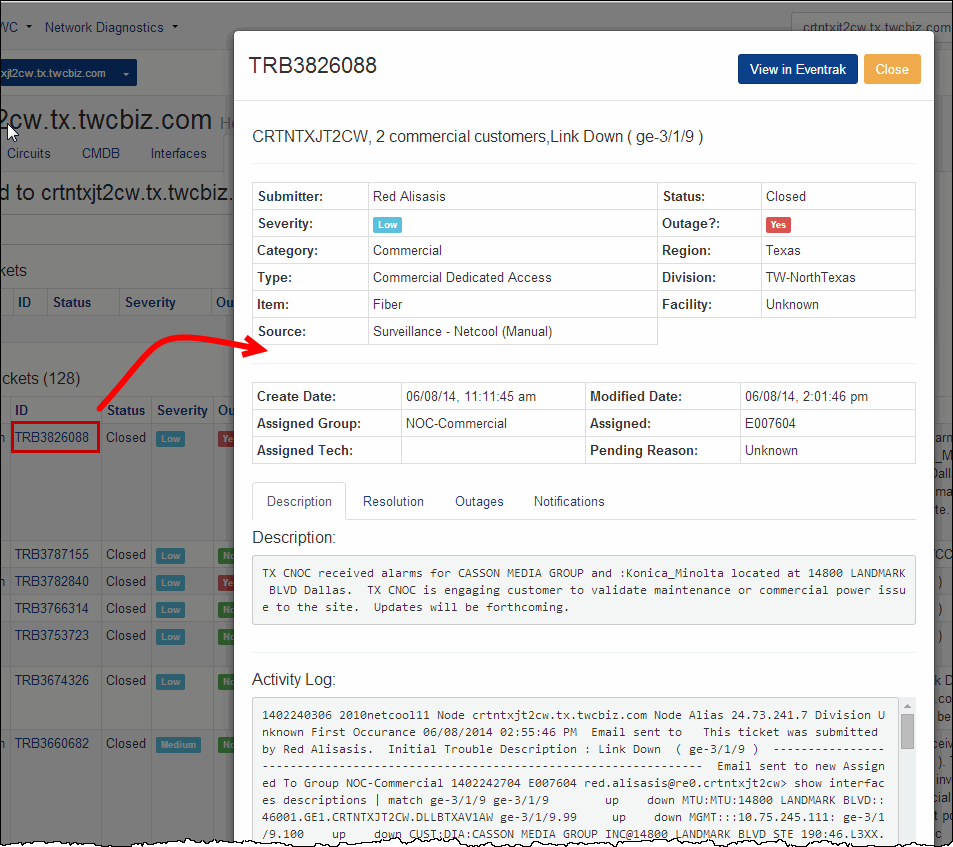 WC Network Diagnostics
crtntxjt2cw.tx.twcbiz.com
xjt2cw.tx.twcbiz.com
2cw.tx.twcbiz.com
Circuits CMDB Interfaces
d to crtntxjt2cw.tx.twcbiz.
kets
ID Status Severity Ou
ckets (128)
ID Status Severity Ou
TRB3826088 Closed Low Ye
TRB3787155 Closed Low No
TRB3782840 Closed Low Ye
TRB3766314 Closed Low No
TRB3753723 Closed Low No
TRB3674326 Closed Low No
TRB3660682 Closed Medium No
TRB3826088
View in Eventrak Close
CRTNTXJT2CW, 2 commercial customers,Link Down ( ge-3/1/9 )
Submitter: Red Alisasis Status: Closed
Severity: Low Outage?: Yes
Category: Commercial Region: Texas
Type: Commercial Dedicated Access Division: TW-NorthTexas
Item: Fiber Facility: Unknown
Source: Surveillance - Netcool (Manual)
Create Date: 06/08/14, 11:11:45 am Modified Date: 06/08/14, 2:01:46 pm
Assigned Group: NOC-Commercial Assigned: E007604
Assigned Tech: Pending Reason: Unknown
Description Resolution Outages Notifications
Description:
TX CNOC received alarms for CASSON MEDIA GROUP and :Konica_Minolta located at 14800 LANDMARK
BLVD Dallas. TX CNOC is engaging customer to validate maintenance or commercial power issu
e to the site. Updates will be forthcoming.
Activity Log:
1402240306 2010netcool11 Node crtntxjt2cw.tx.twcbiz.com Node Alias 24.73.241.7 Division U
nknown First Occurance 06/08/2014 02:55:46 PM Email sent to This ticket was submitted
by Red Alisasis. Initial Trouble Description : Link Down ( ge-3/1/9 ) -----------------
---------------------------------------------------------------- Email sent to new Assign
ed To Group NOC-Commercial 1402242704 E007604 red.alisasis@re0.crtntxjt2cw> show interfac
es descriptions | match ge-3/1/9 ge-3/1/9 up down MTU:MTU:14800 LANDMARK BLVD::
46001.GE1.CRTNTXJT2CW.DLLBTXAV1AW ge-3/1/9.99 up down MGMT:::10.75.245.111: ge-3/1
/9.100 up down CUST:DIA:CASSON MEDIA GROUP INC@14800 LANDMARK BLVD STE 190:46.L3XX.